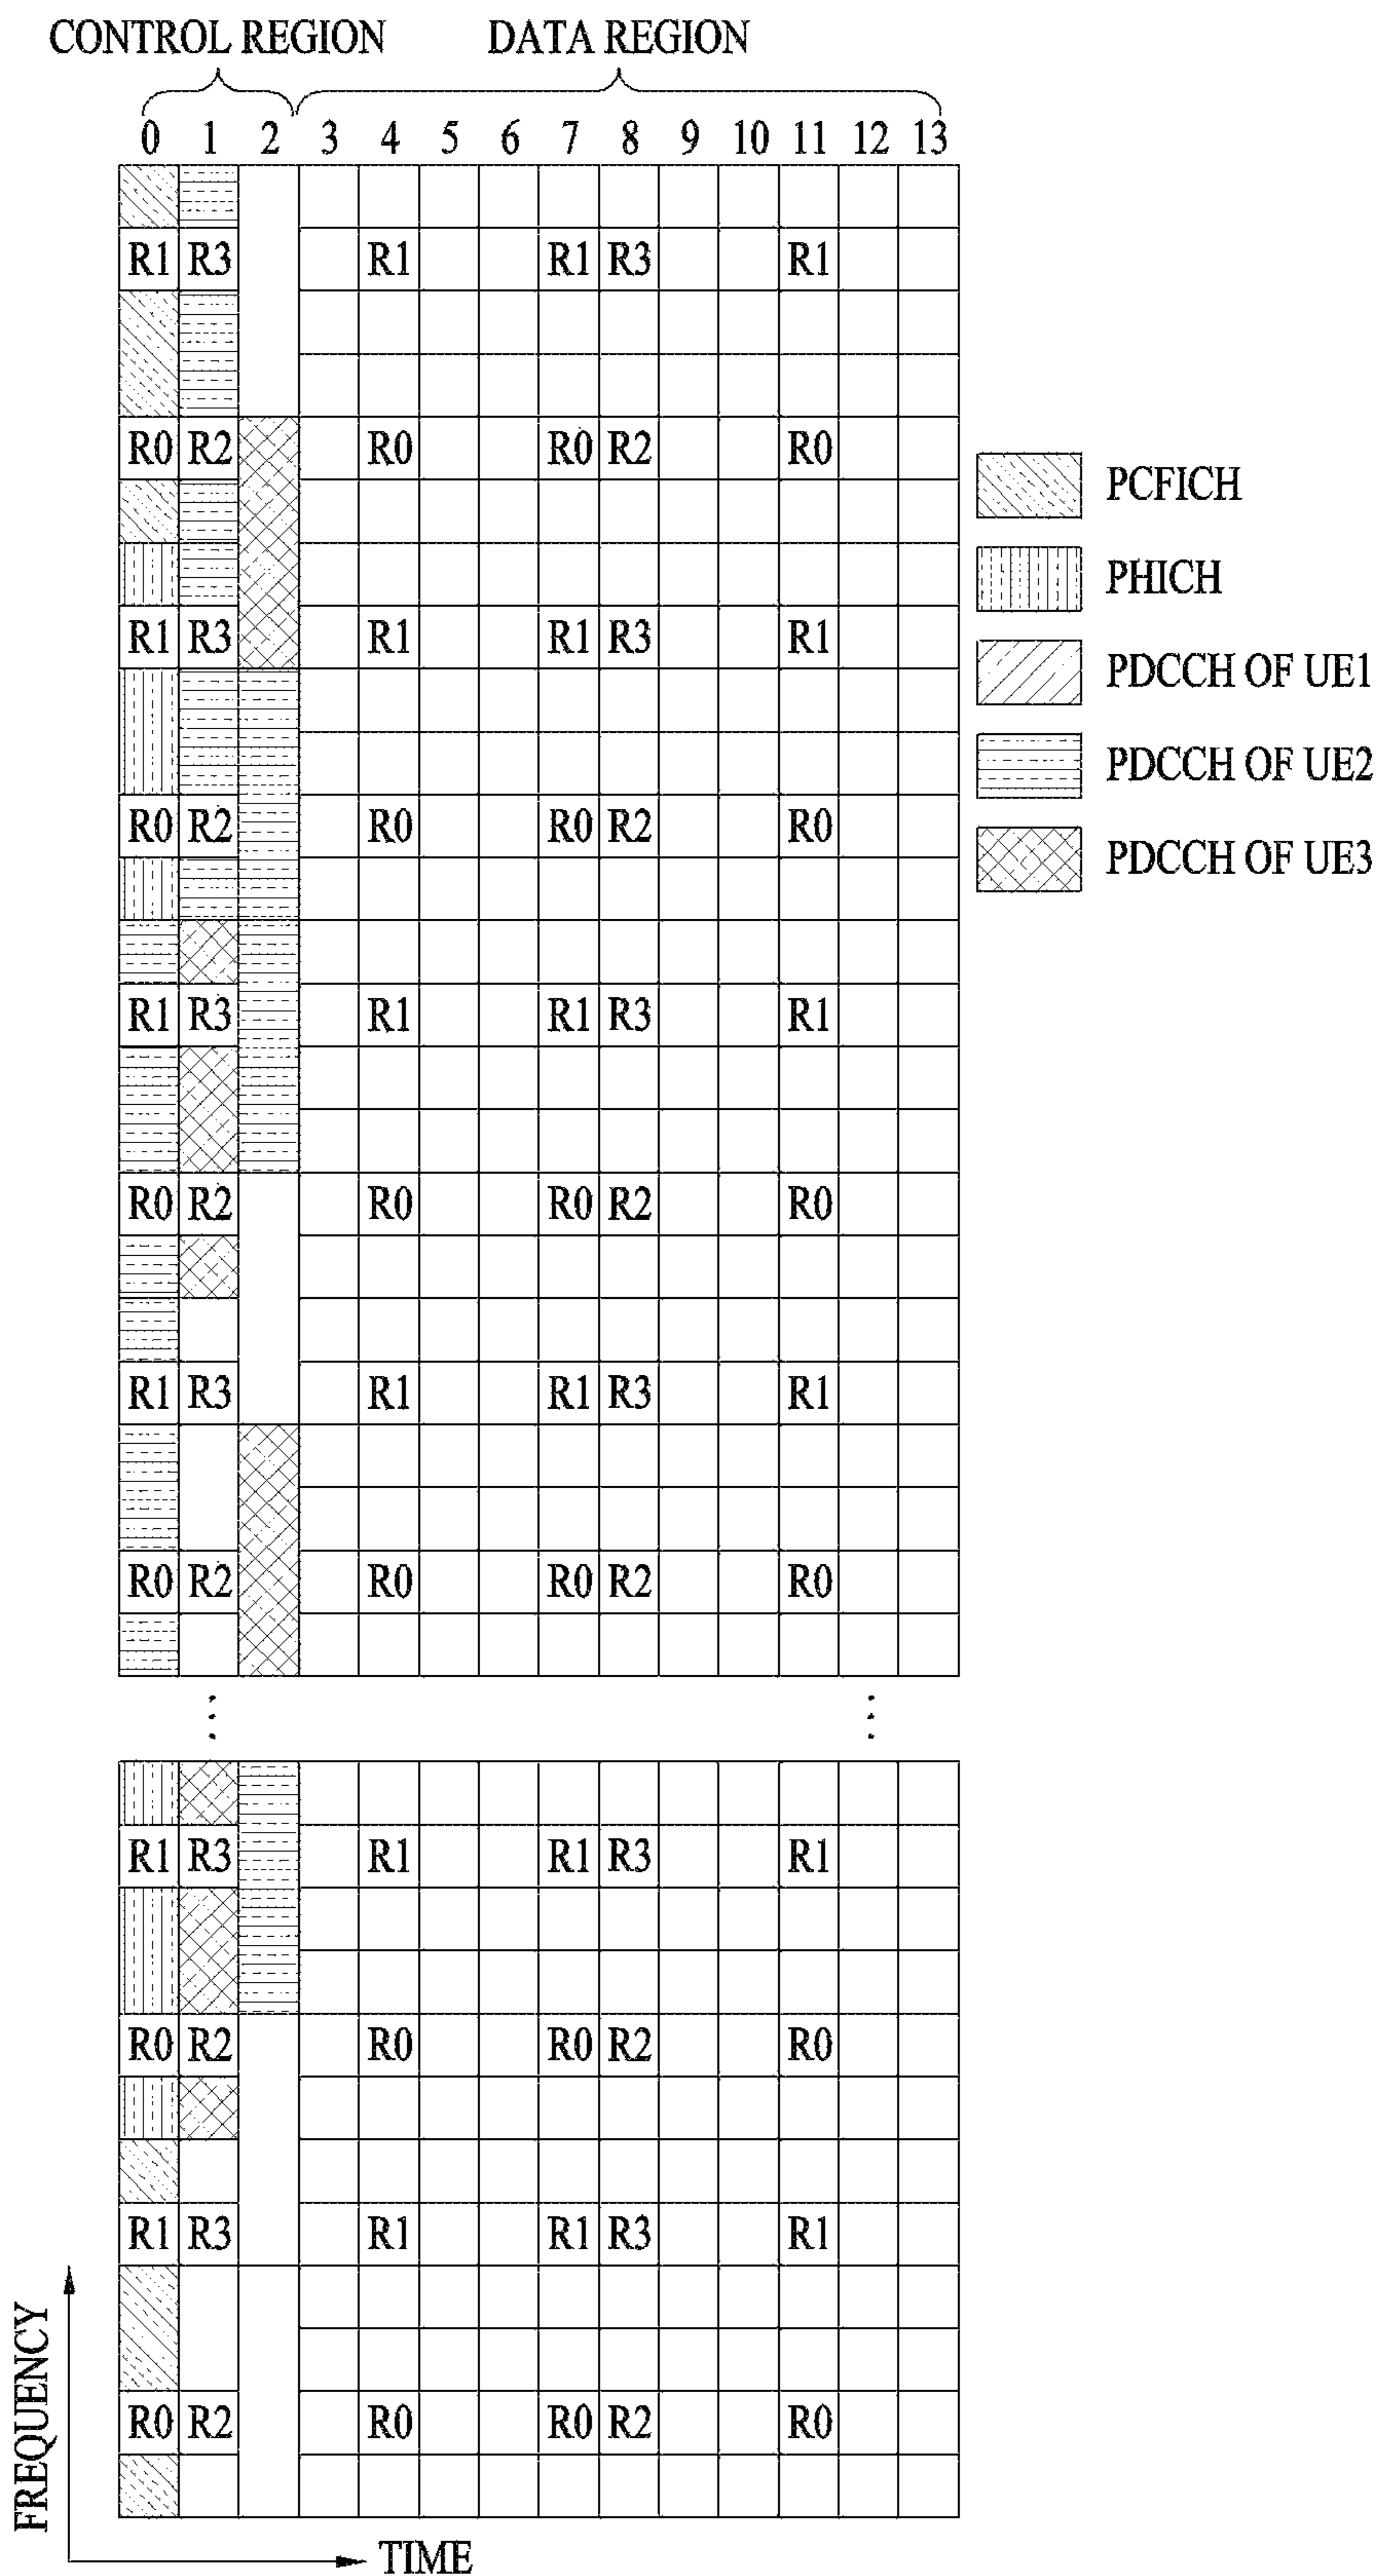 CONTROL REGION DATA REGION
0 1 2 3 4 5 6 7 8 9 10 11 12 13
R1 R3 R1 R1 R3 R1
R0 R2 R0 R0 R2 R0
PCFICH
PHICH
R1 R3 R1 R1 R3 R1
PDCCH OF UE1
PDCCH OF UE2
R0 R2 R0 R0 R2 R0
PDCCH OF UE3
R1 R3 R1 R1 R3 R1
R0 R2 R0 R0 R2 R0
R1 R3 R1 R1 R3 R1
R0 R2 R0 R0 R2 R0
R1 R3 R1 R1 R3 R1
R0 R2 R0 R0 R2 R0
R1 R3 R1 R1 R3 R1
R0 R2 R0 R0 R2 R0
FREQUENCY
TIME